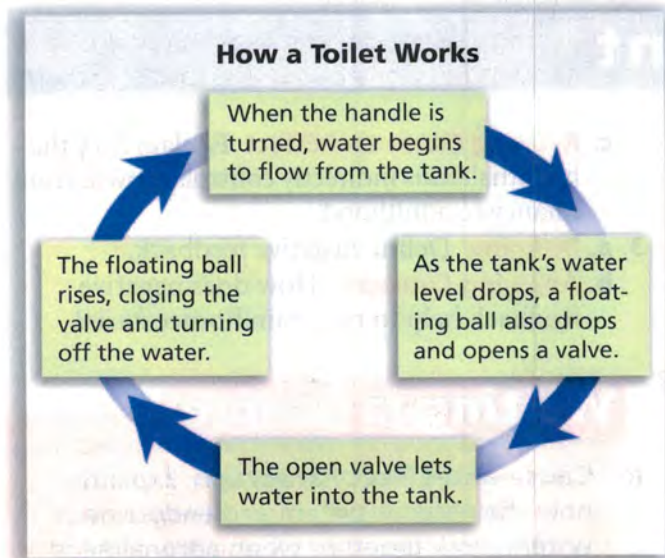 How a Toilet Works
When the handle is
turned, water begins
to flow from the tank.
As the tank's water
level drops, a float-
ing ball also drops
and opens a valve.
The open valve lets
water into the tank.
The floating ball
rises, closing the
valve and turning
off the water.